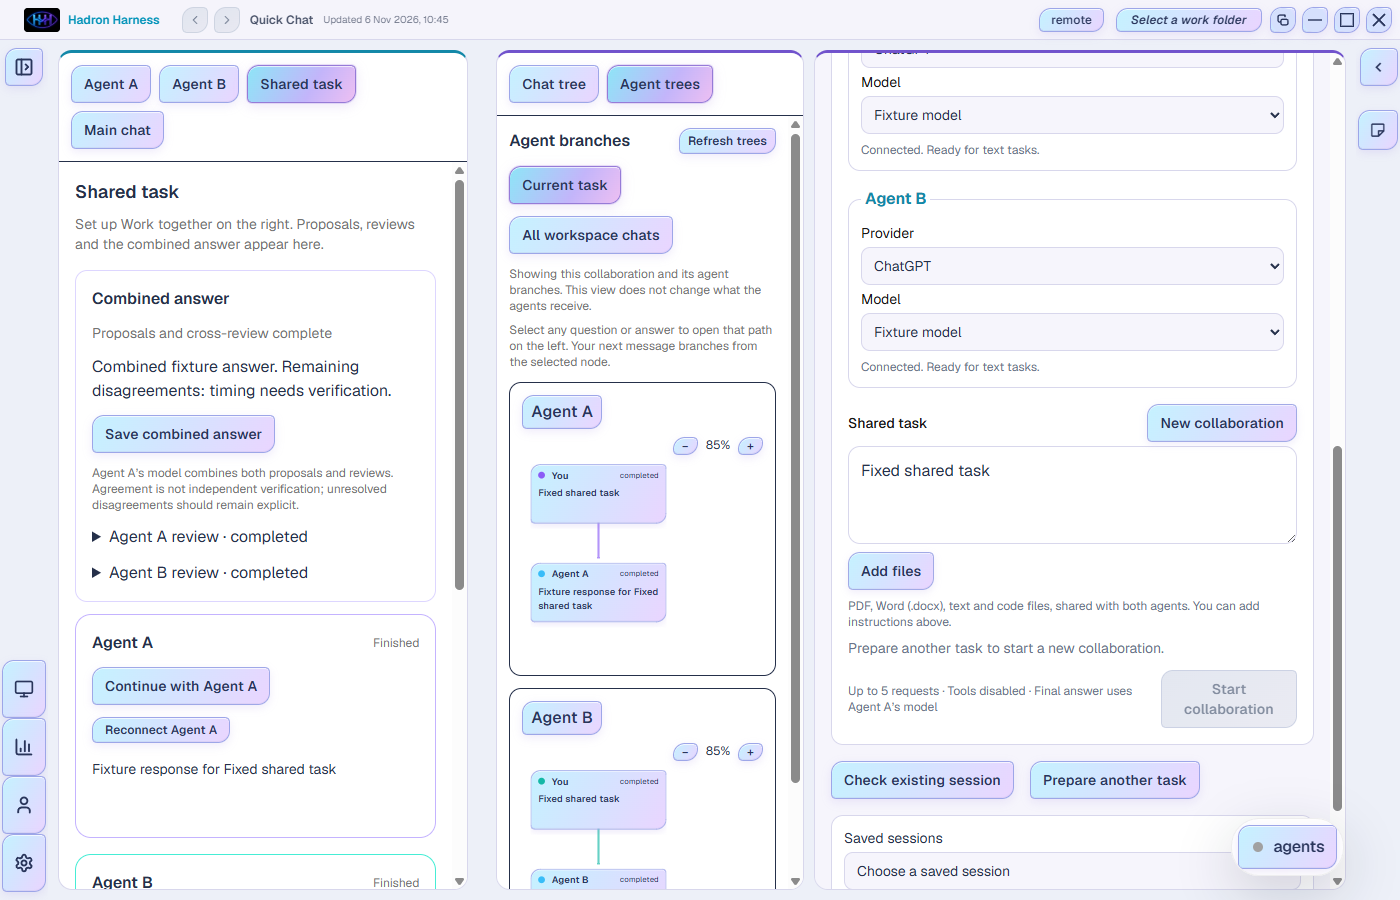 Hadron Harness
Quick Chat
Updated 6 Nov 2026, 10:45
remote
Select a work folder
Agent A
Agent B
Shared task
Main chat
Shared task
Set up Work together on the right. Proposals, reviews
and the combined answer appear here.
Combined answer
Proposals and cross-review complete
Combined fixture answer. Remaining
disagreements: timing needs verification.
Save combined answer
Agent A's model combines both proposals and reviews.
Agreement is not independent verification; unresolved
disagreements should remain explicit.
Agent A review · completed
Agent B review · completed
Agent A
Finished
Continue with Agent A
Reconnect Agent A
Fixture response for Fixed shared task
Agent B
Finished
Chat tree
Agent trees
Agent branches
Refresh trees
Current task
All workspace chats
Showing this collaboration and its agent
branches. This view does not change what the
agents receive.
Select any question or answer to open that path
on the left. Your next message branches from
the selected node.
Agent A
− 85% +
You completed
Fixed shared task
Agent A completed
Fixture response for Fixed
shared task
Agent B
− 85% +
You completed
Fixed shared task
Agent B completed
Model
Fixture model
Connected. Ready for text tasks.
Agent B
Provider
ChatGPT
Model
Fixture model
Connected. Ready for text tasks.
Shared task
New collaboration
Fixed shared task
Add files
PDF, Word (.docx), text and code files, shared with both agents. You can add
instructions above.
Prepare another task to start a new collaboration.
Up to 5 requests · Tools disabled · Final answer uses
Agent A's model
Start
collaboration
Check existing session
Prepare another task
Saved sessions
Choose a saved session
agents